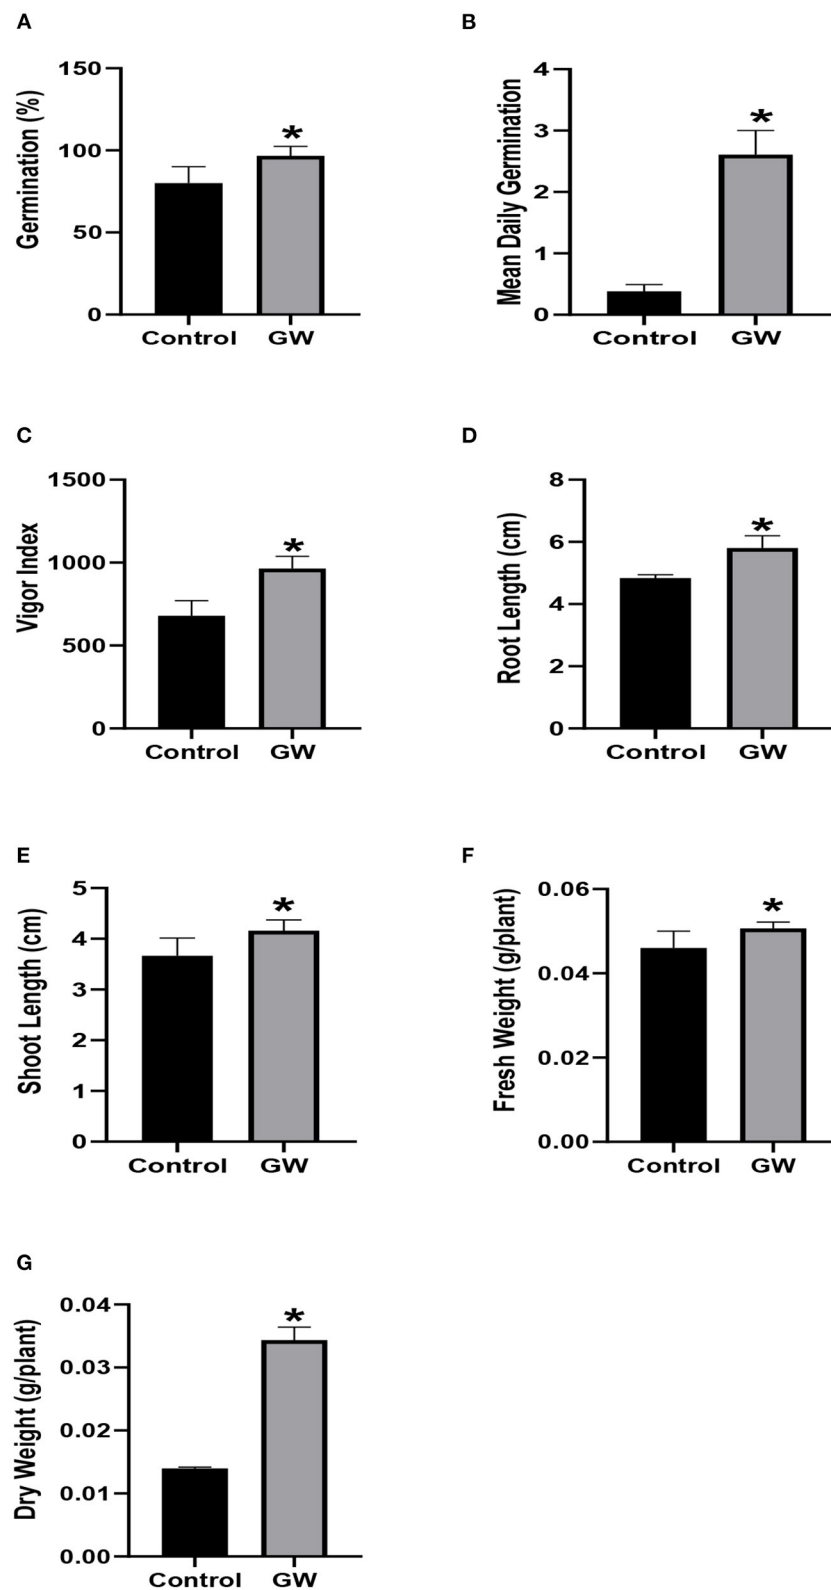 A
Germination (%)
150
100
50
0
*
Control GW
B
Mean Daily Germination
4
3
2
1
0
*
Control GW
C
Vigor Index
1500
1000
500
0
*
Control GW
D
Root Length (cm)
8
6
4
2
0
*
Control GW
E
Shoot Length (cm)
5
4
3
2
1
0
*
Control GW
F
Fresh Weight (g/plant)
0.06
0.04
0.02
0.00
*
Control GW
G
Dry Weight (g/plant)
0.04
0.03
0.02
0.01
0.00
*
Control GW